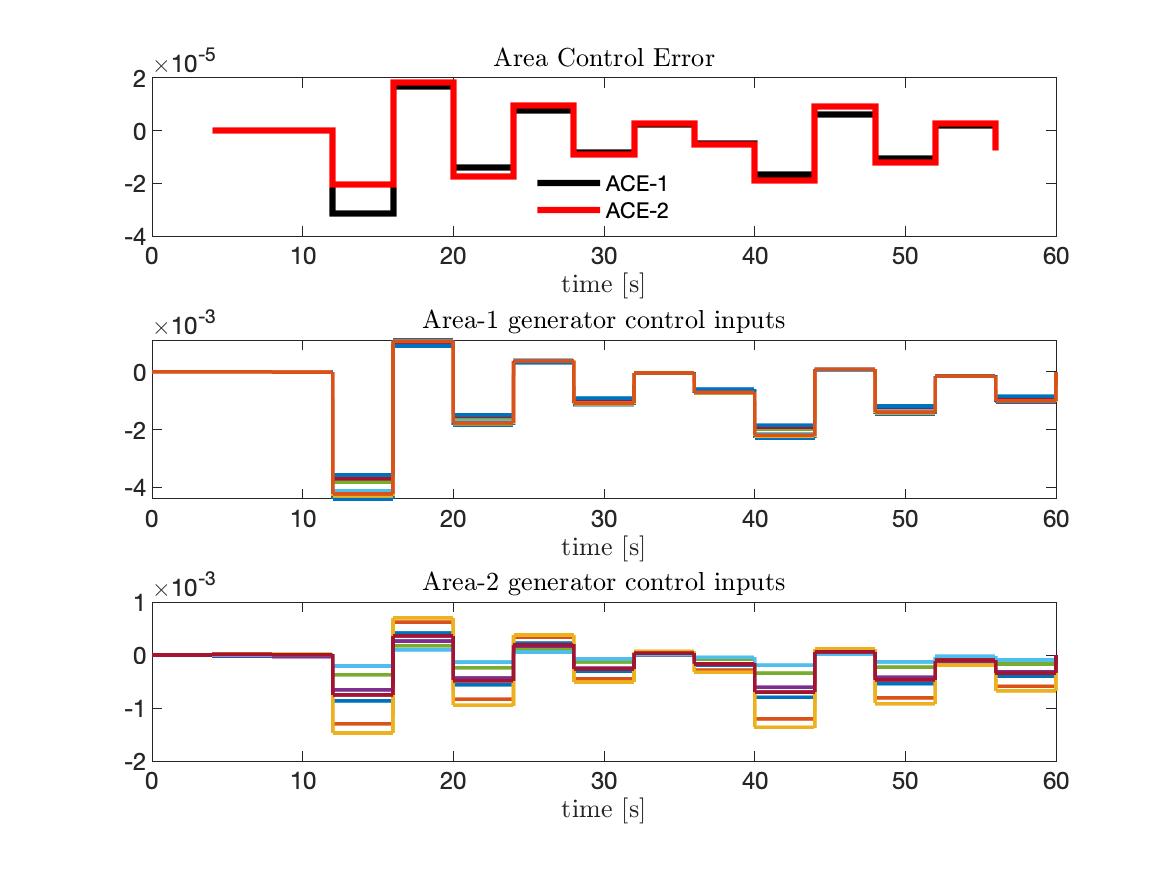 ×10-5
Area Control Error
2
0
-2
-4
ACE-1
ACE-2
0 10 20 30 40 50 60
time [s]
×10-3
Area-1 generator control inputs
0
-2
-4
0 10 20 30 40 50 60
time [s]
×10-3
Area-2 generator control inputs
1
0
-1
-2
0 10 20 30 40 50 60
time [s]